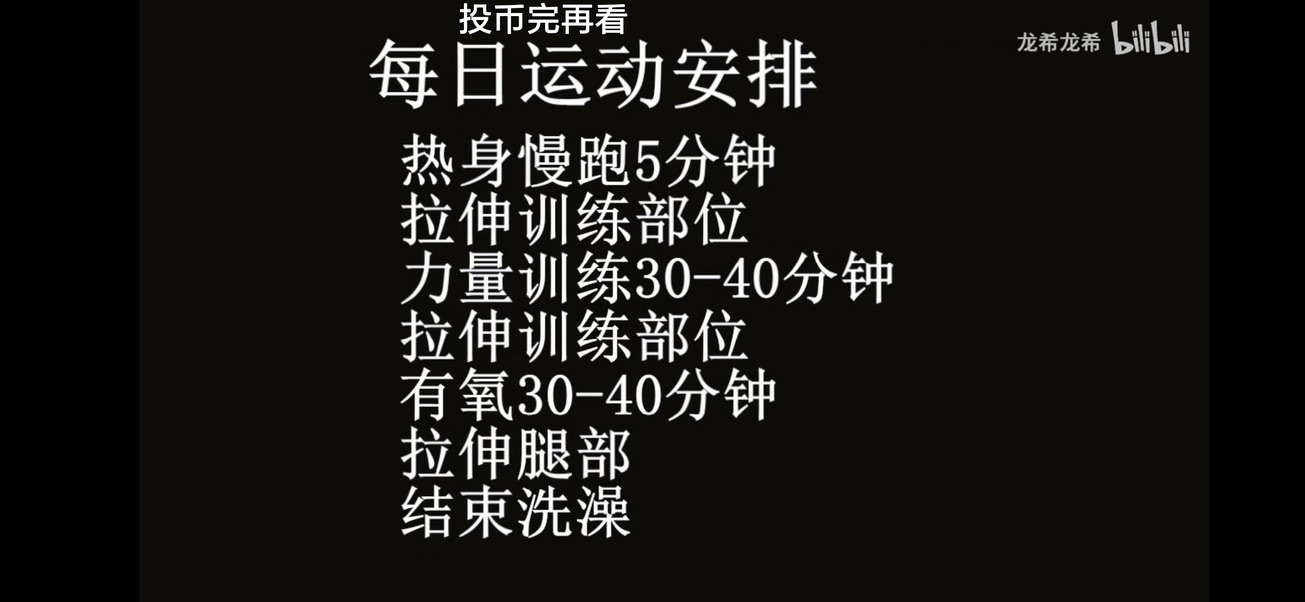 投币完再看
龙希龙希 bilibili
每日运动安排
热身慢跑5分钟
拉伸训练部位
力量训练30-40分钟
拉伸训练部位
有氧30-40分钟
拉伸腿部
结束洗澡